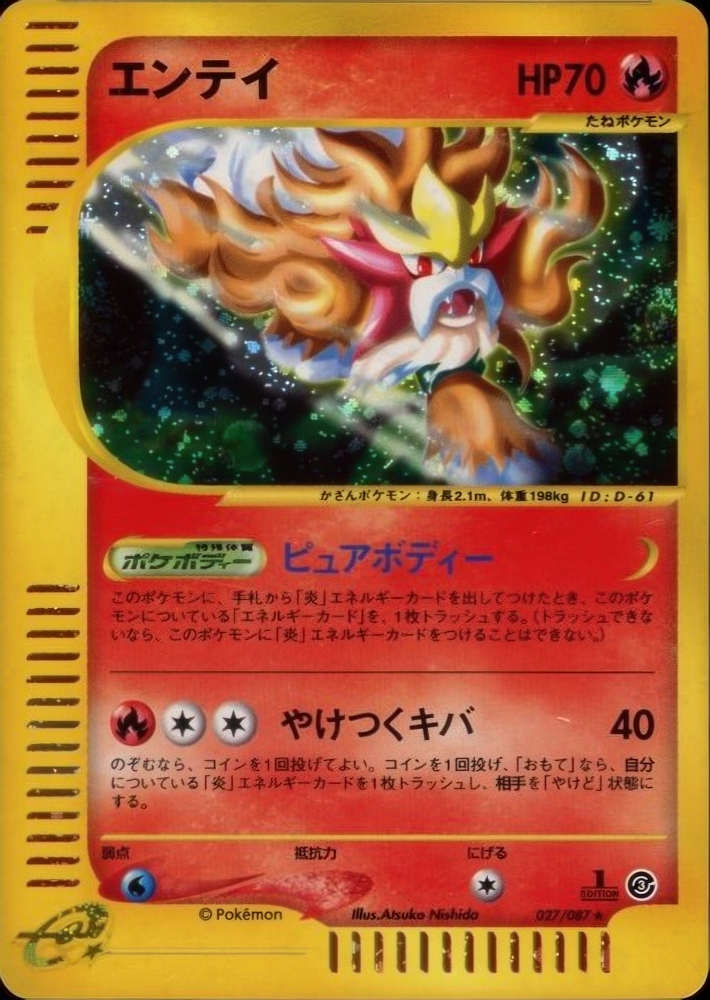 エンテイ HP70
たねポケモン
かざんポケモン：身長2.1m、体重198kg ID:D-61
特殊体質
ポケボディー ピュアボディー
このポケモンに、手札から「炎」エネルギーカードを出してつけたとき、このポケ
モンについている「エネルギーカード」を、1枚トラッシュする。（トラッシュできな
いなら、このポケモンに「炎」エネルギーカードをつけることはできない。）
やけつくキバ 40
のぞむなら、コインを1回投げてよい。コインを1回投げ、「おもて」なら、自分
についている「炎」エネルギーカードを1枚トラッシュし、相手を「やけど」状態に
する。
弱点 抵抗力 にげる
1 EDITION
© Pokémon Illus.Atsuko Nishida 027/087★